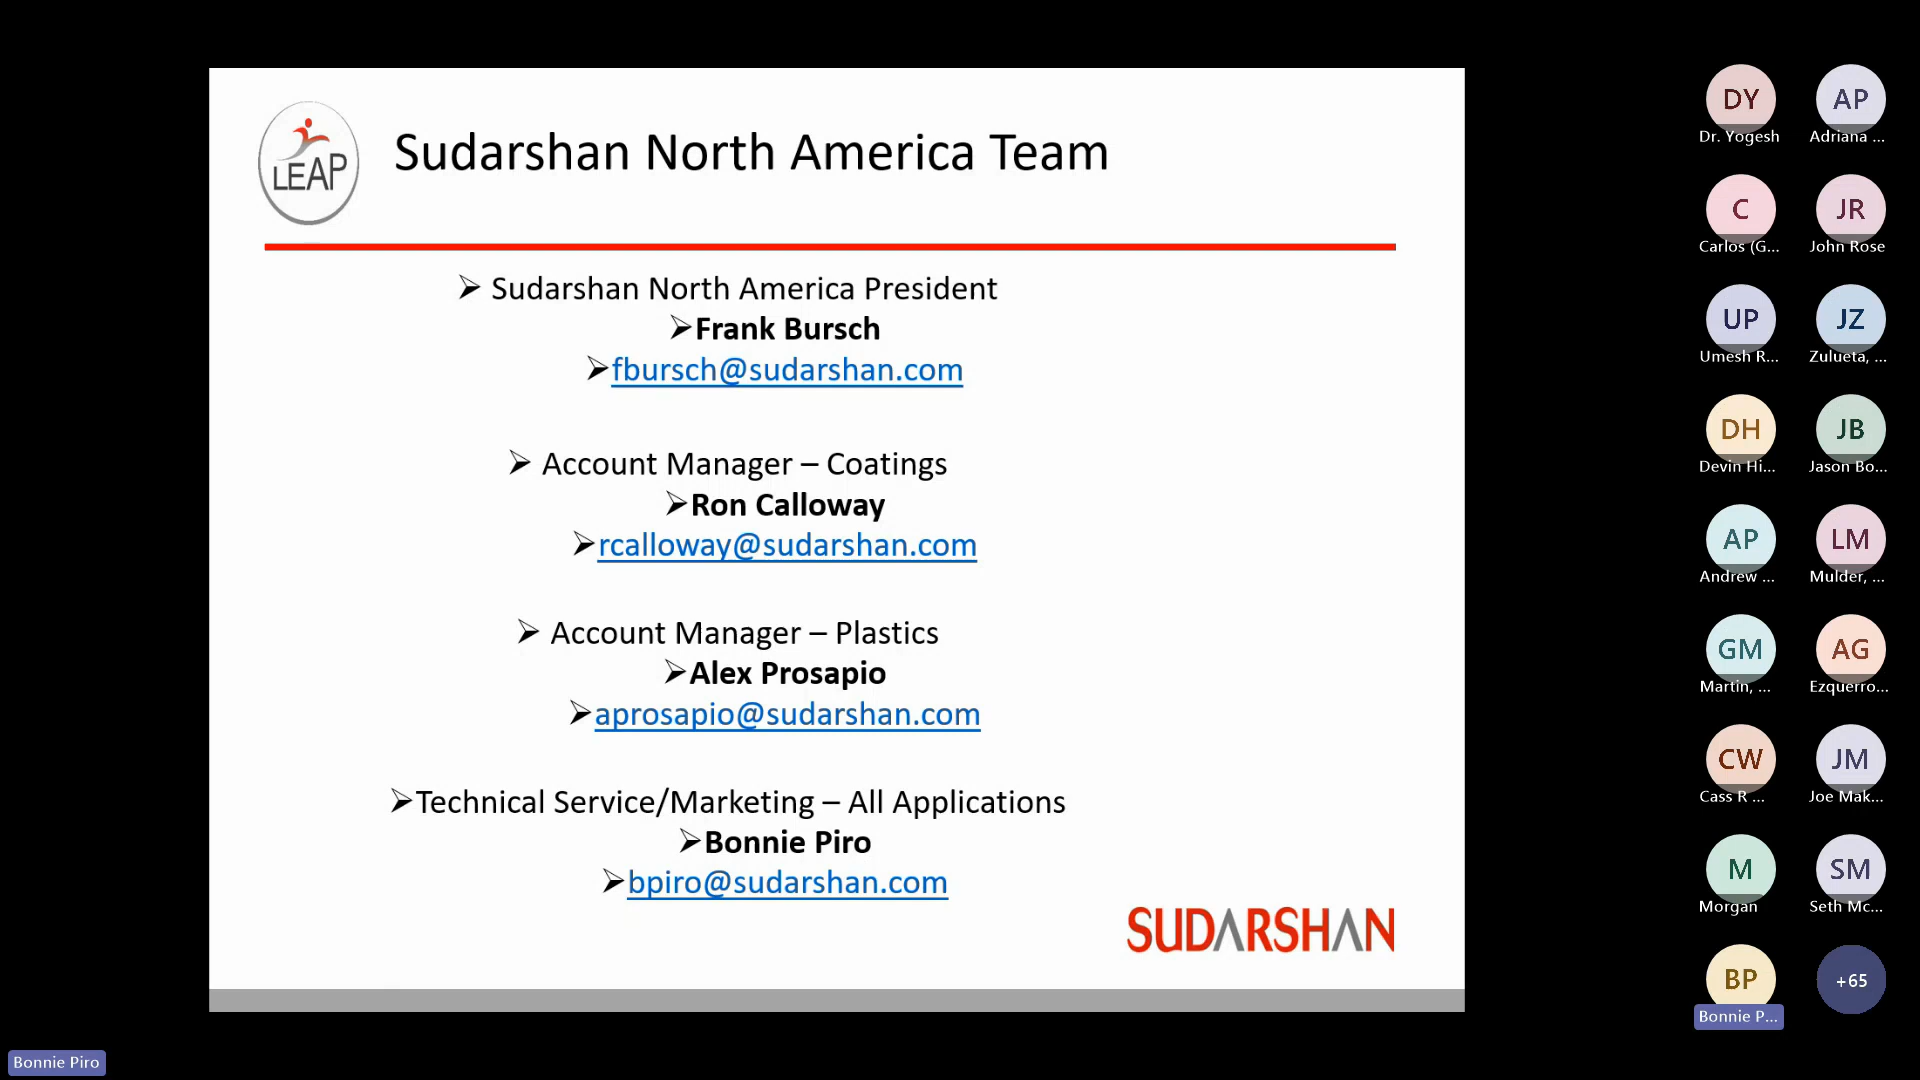 LEAP
Sudarshan North America Team
➢ Sudarshan North America President
➢Frank Bursch
➢fbursch@sudarshan.com
➢ Account Manager – Coatings
➢Ron Calloway
➢rcalloway@sudarshan.com
➢ Account Manager – Plastics
➢Alex Prosapio
➢aprosapio@sudarshan.com
➢Technical Service/Marketing – All Applications
➢Bonnie Piro
➢bpiro@sudarshan.com
SUDARSHAN
DY
Dr. Yogesh
AP
Adriana ...
C
Carlos (G...
JR
John Rose
UP
Umesh R...
JZ
Zulueta, ...
DH
Devin Hi...
JB
Jason Bo...
AP
Andrew ...
LM
Mulder, ...
GM
Martin, ...
AG
Ezquerro...
CW
Cass R ...
JM
Joe Mak...
M
Morgan
SM
Seth Mc...
BP
Bonnie P...
+65
Bonnie Piro